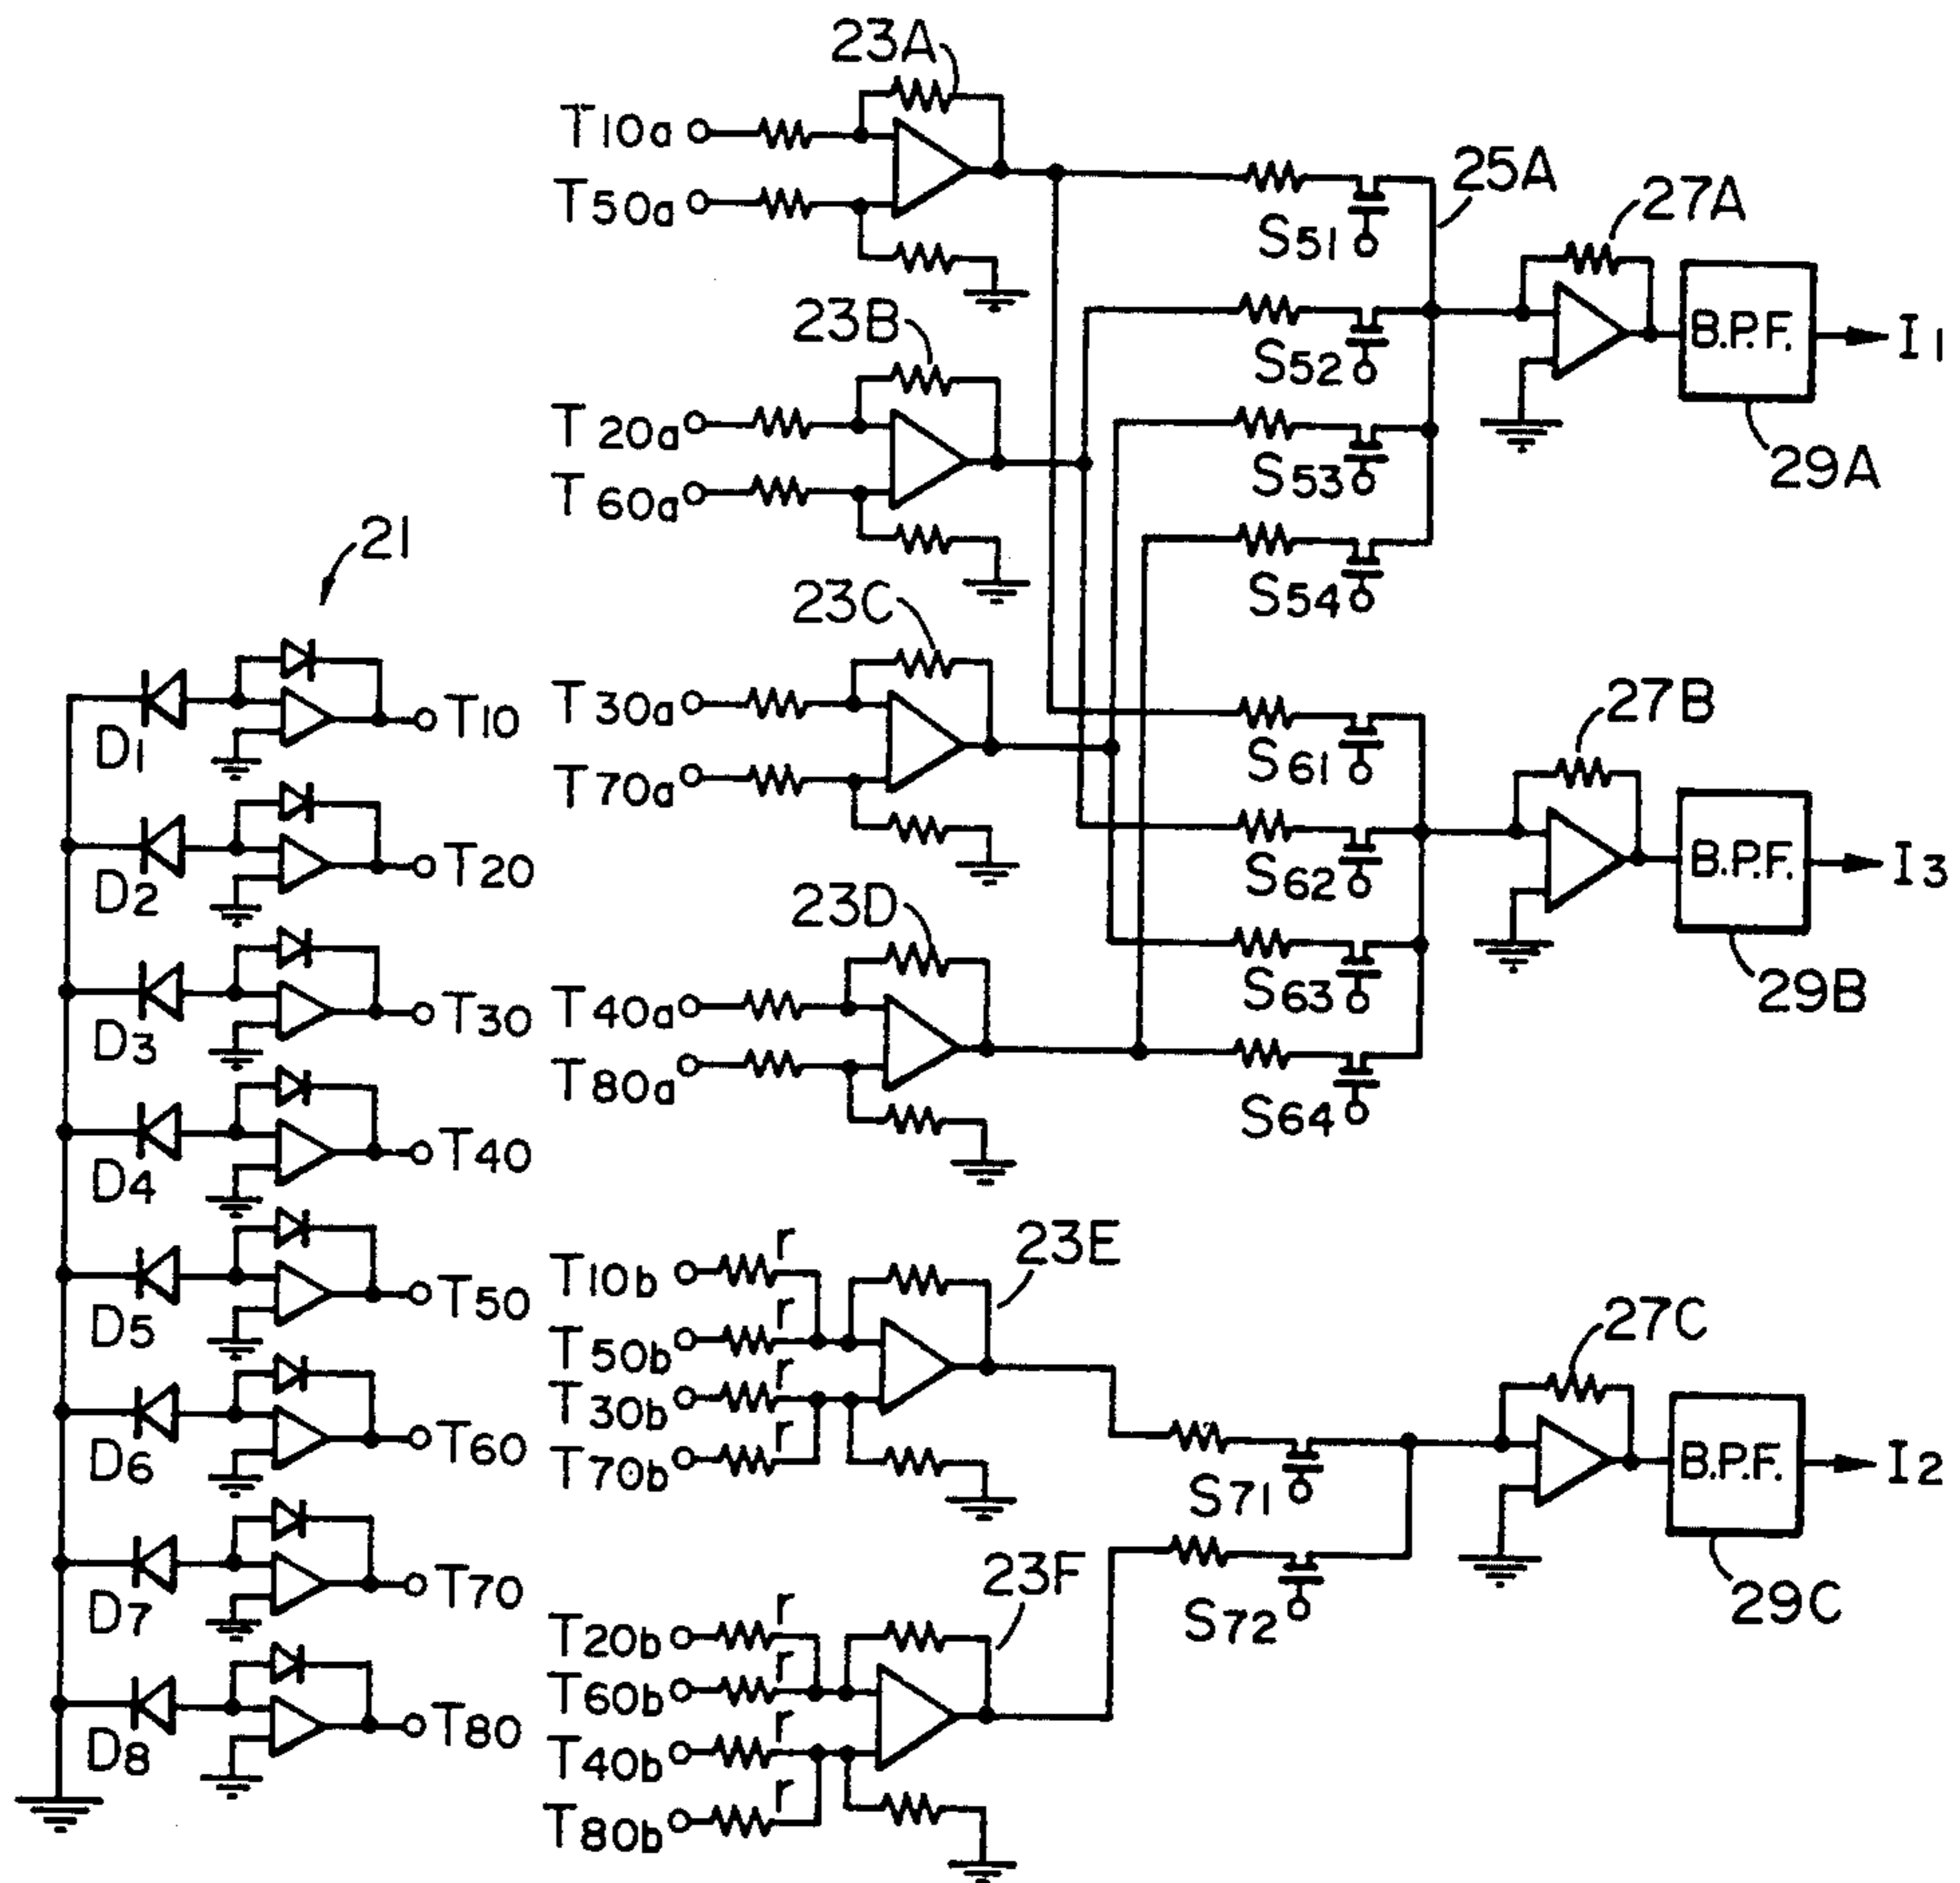 21
D1
T10
D2
T20
D3
T30
D4
T40
D5
T50
D6
T60
D7
T70
D8
T80
23A
T10a
T50a
23B
T20a
T60a
23C
T30a
T70a
23D
T40a
T80a
r
T10b
r
T50b
r
T30b
r
T70b
23E
r
T20b
r
T60b
r
T40b
r
T80b
23F
S51
S52
S53
S54
25A
27A
B.P.F.
I1
29A
S61
S62
S63
S64
27B
B.P.F.
I3
29B
S71
S72
27C
B.P.F.
I2
29C